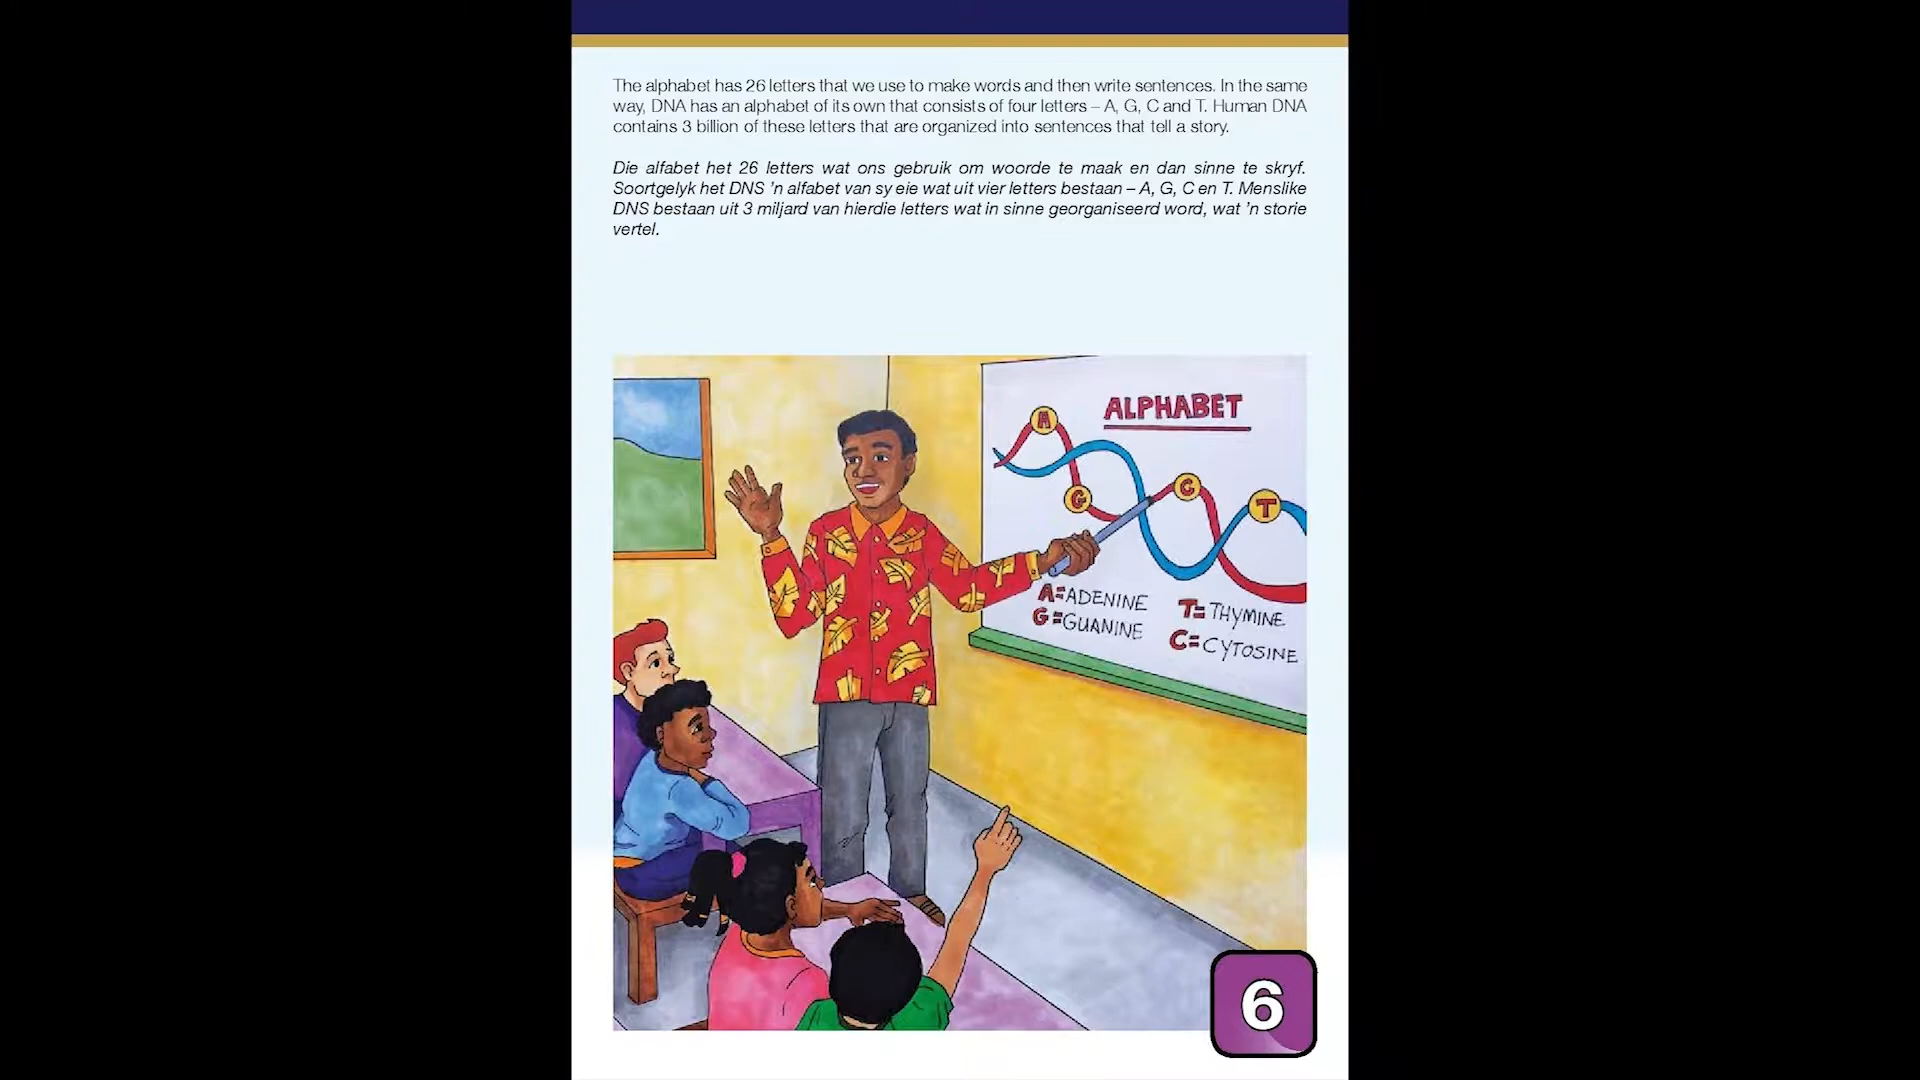 The alphabet has 26 letters that we use to make words and then write sentences. In the same
way, DNA has an alphabet of its own that consists of four letters – A, G, C and T. Human DNA
contains 3 billion of these letters that are organized into sentences that tell a story.
Die alfabet het 26 letters wat ons gebruik om woorde te maak en dan sinne te skryf.
Soortgelyk het DNS ’n alfabet van sy eie wat uit vier letters bestaan – A, G, C en T. Menslike
DNS bestaan uit 3 miljard van hierdie letters wat in sinne georganiseerd word, wat ’n storie
vertel.
ALPHABET
A
G
C
T
A=ADENINE
G=GUANINE
T=THYMINE
C=CYTOSINE
6